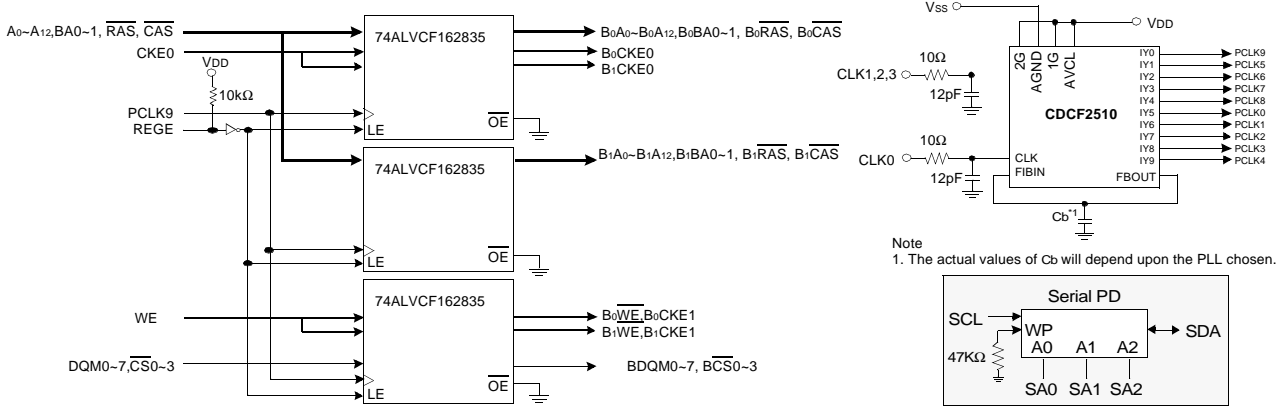 A0~A12,BA0~1, RAS, CAS
CKE0
VDD
10kΩ
PCLK9
REGE
74ALVCF162835
LE
OE
B0A0~B0A12,B0BA0~1, B0RAS, B0CAS
B0CKE0
B1CKE0
74ALVCF162835
LE
OE
B1A0~B1A12,B1BA0~1, B1RAS, B1CAS
WE
DQM0~7,CS0~3
74ALVCF162835
LE
OE
B0WE,B0CKE1
B1WE,B1CKE1
BDQM0~7, BCS0~3
VSS
VDD
CLK1,2,3
10Ω
12pF
CLK0
10Ω
12pF
2G
AGND
1G
AVCL
CDCF2510
CLK
FIBIN
FBOUT
IY0 PCLK9
IY1 PCLK5
IY2 PCLK6
IY3 PCLK7
IY4 PCLK8
IY5 PCLK0
IY6 PCLK1
IY7 PCLK2
IY8 PCLK3
IY9 PCLK4
Cb*1
Note
1. The actual values of Cb will depend upon the PLL chosen.
Serial PD
SCL
WP
SDA
47KΩ
A0 A1 A2
SA0 SA1 SA2